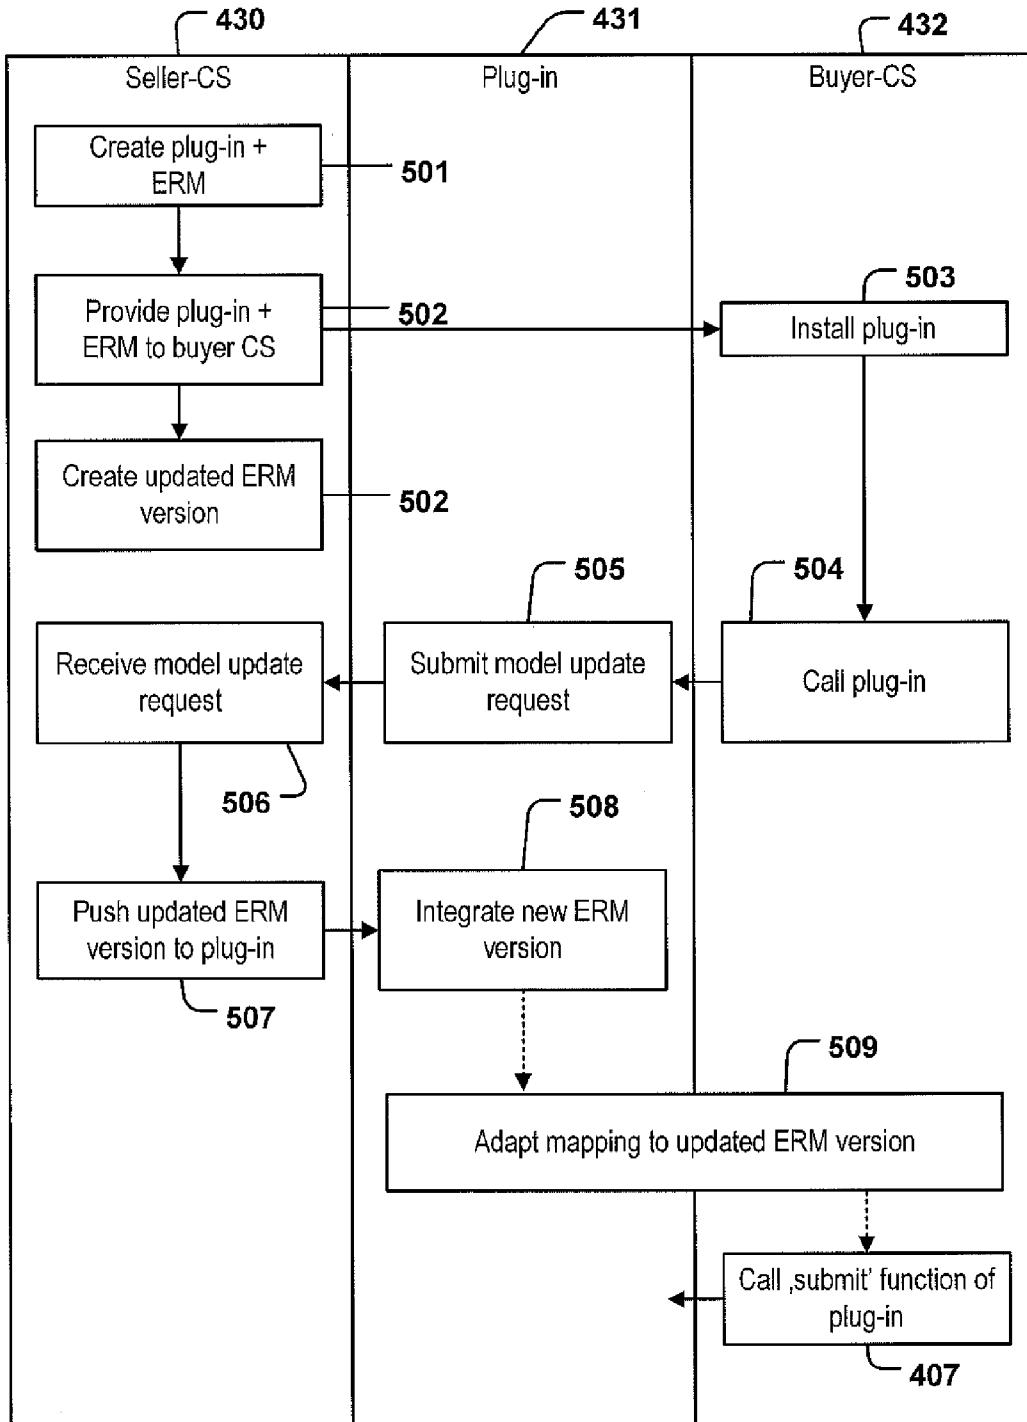 430
431
432
Seller-CS
Plug-in
Buyer-CS
Create plug-in +
ERM
501
Provide plug-in +
ERM to buyer CS
502
503
Install plug-in
Create updated ERM
version
502
505
504
Receive model update
request
Submit model update
request
Call plug-in
506
508
Push updated ERM
version to plug-in
Integrate new ERM
version
507
509
Adapt mapping to updated ERM version
Call ‚submit' function of
plug-in
407